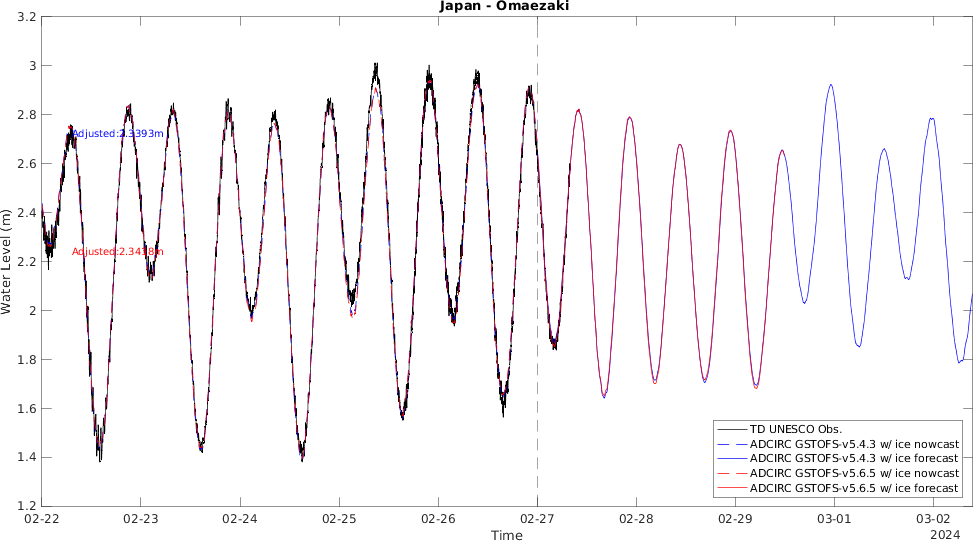 Japan - Omaezaki
3.2
3
2.8
2.6
2.4
2.2
2
1.8
1.6
1.4
1.2
Water Level (m)
Adjusted:2.3393m
Adjusted:2.3418m
TD UNESCO Obs.
ADCIRC GSTOFS-v5.4.3 w/ ice nowcast
ADCIRC GSTOFS-v5.4.3 w/ ice forecast
ADCIRC GSTOFS-v5.6.5 w/ ice nowcast
ADCIRC GSTOFS-v5.6.5 w/ ice forecast
02-22 02-23 02-24 02-25 02-26 02-27 02-28 02-29 03-01 03-02
Time
2024